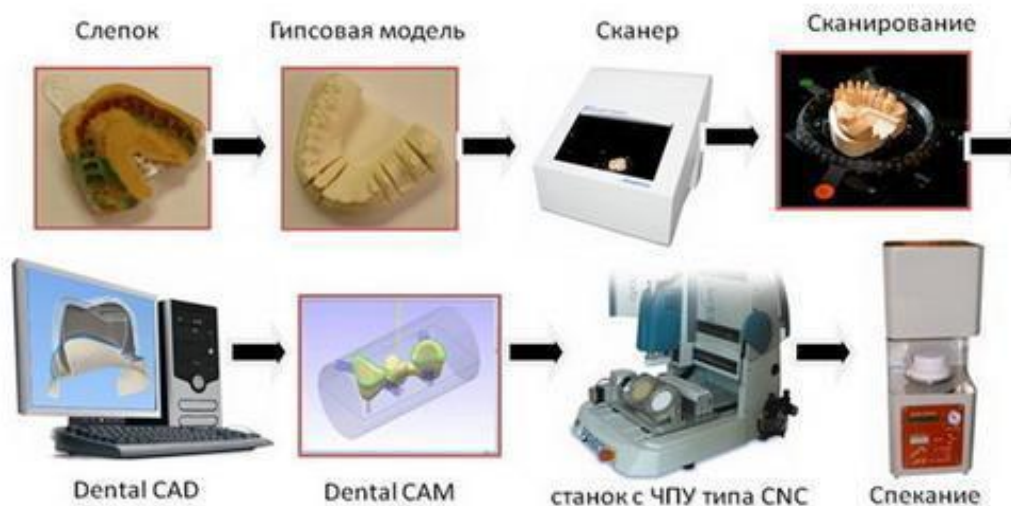 Слепок
Гипсовая модель
Сканер
Сканирование
Dental CAD
Dental CAM
станок с ЧПУ типа CNC
Спекание